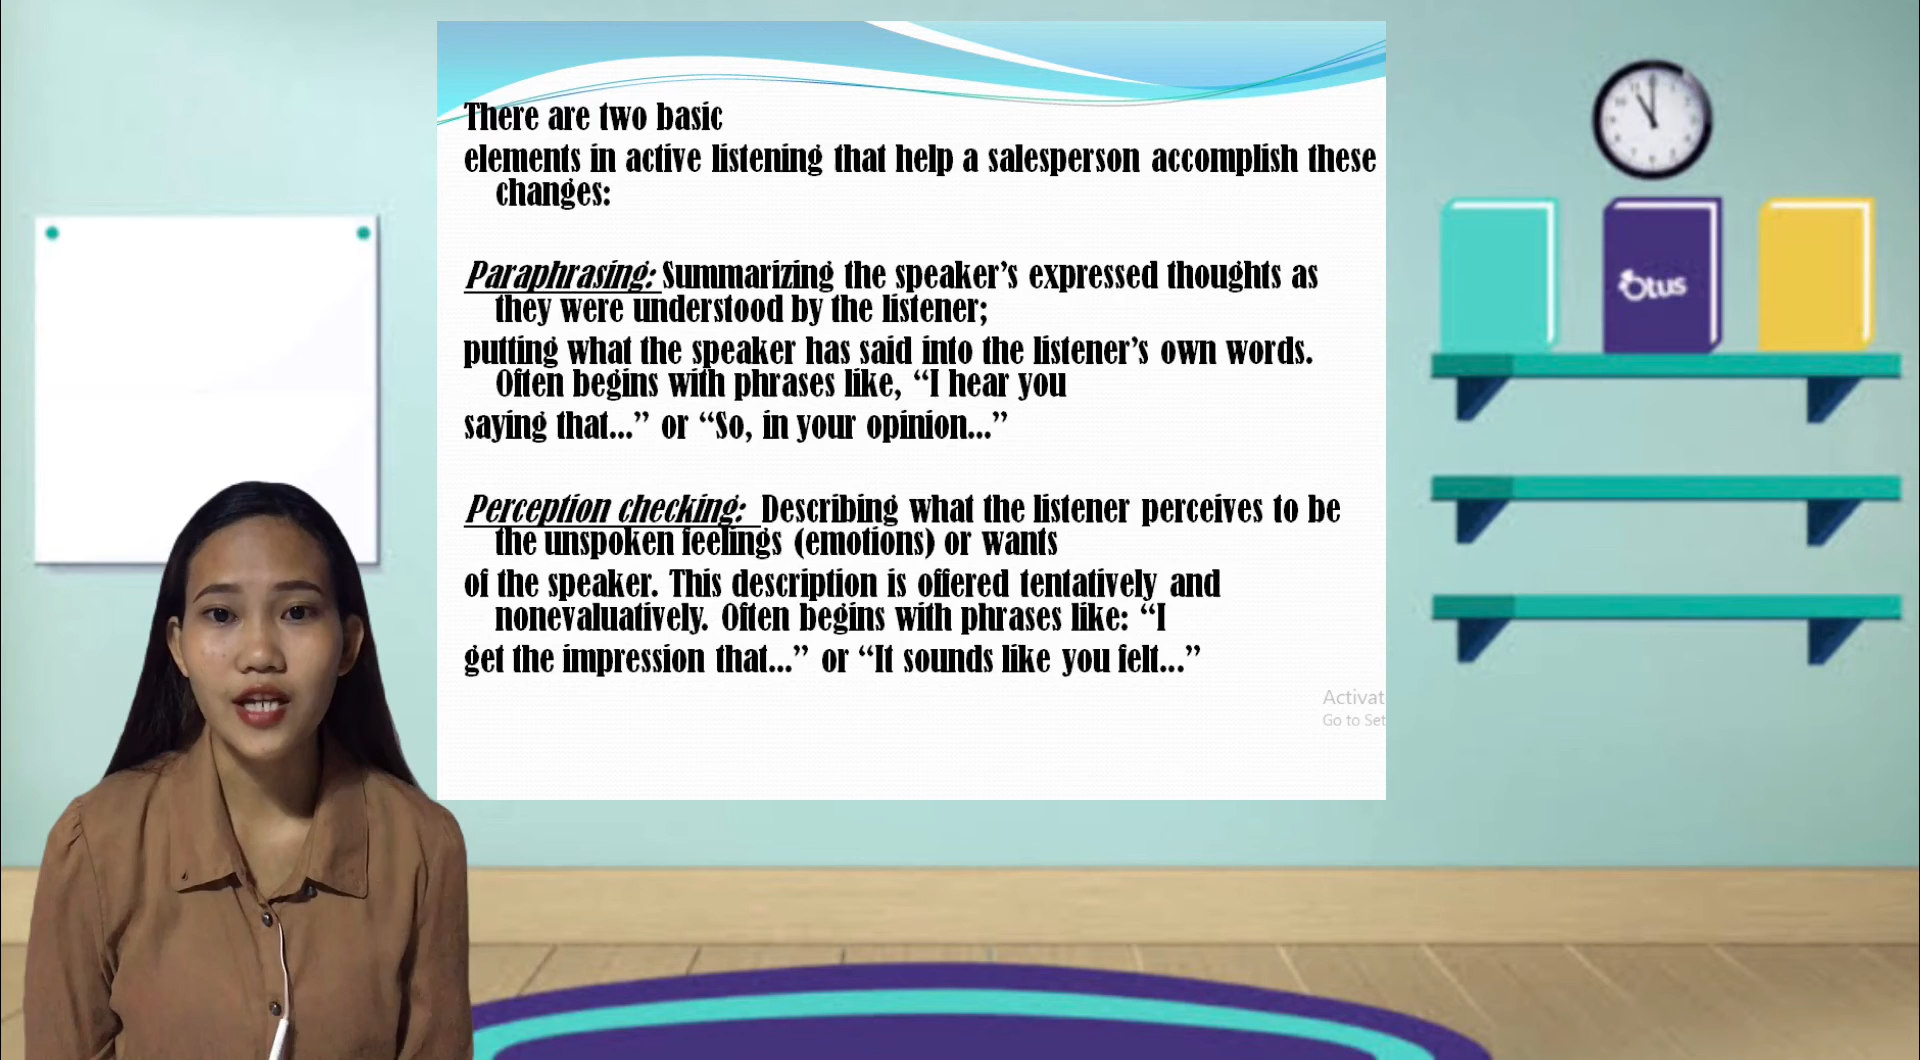 There are two basic
elements in active listening that help a salesperson accomplish these
changes:
Paraphrasing: Summarizing the speaker’s expressed thoughts as
they were understood by the listener;
putting what the speaker has said into the listener’s own words.
Often begins with phrases like, “I hear you
saying that...” or “So, in your opinion...”
Perception checking: Describing what the listener perceives to be
the unspoken feelings (emotions) or wants
of the speaker. This description is offered tentatively and
nonevaluatively. Often begins with phrases like: “I
get the impression that...” or “It sounds like you felt...”
Activat
Go to Set
Otus